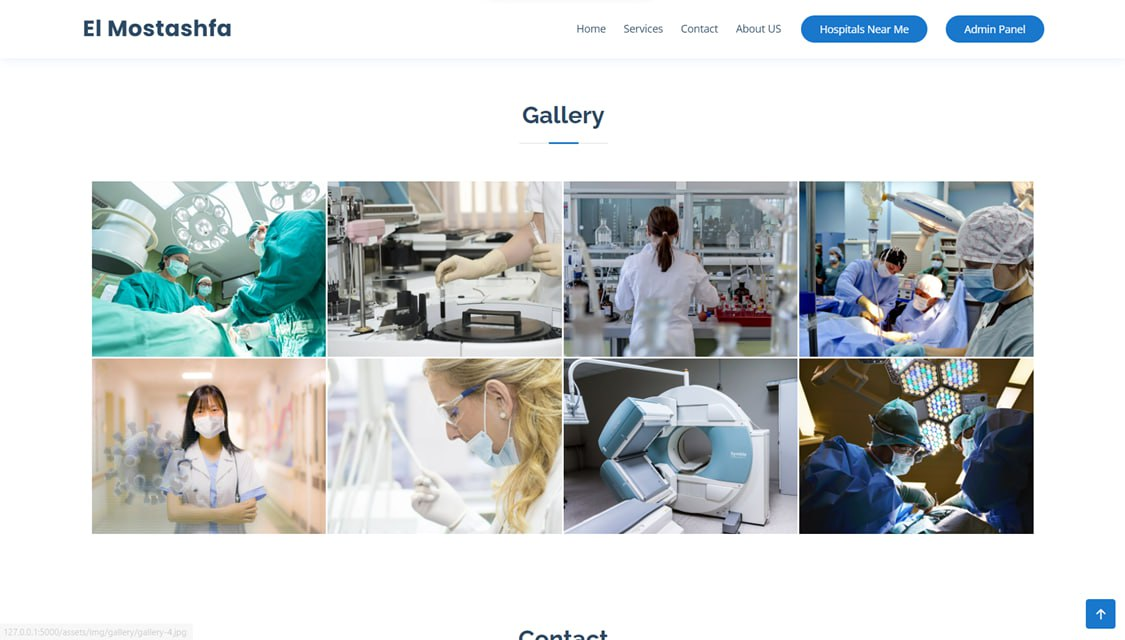 El Mostashfa
Home Services Contact About US Hospitals Near Me Admin Panel
Gallery
Contact
127.0.0.1:5000/assets/img/gallery/gallery-4.jpg